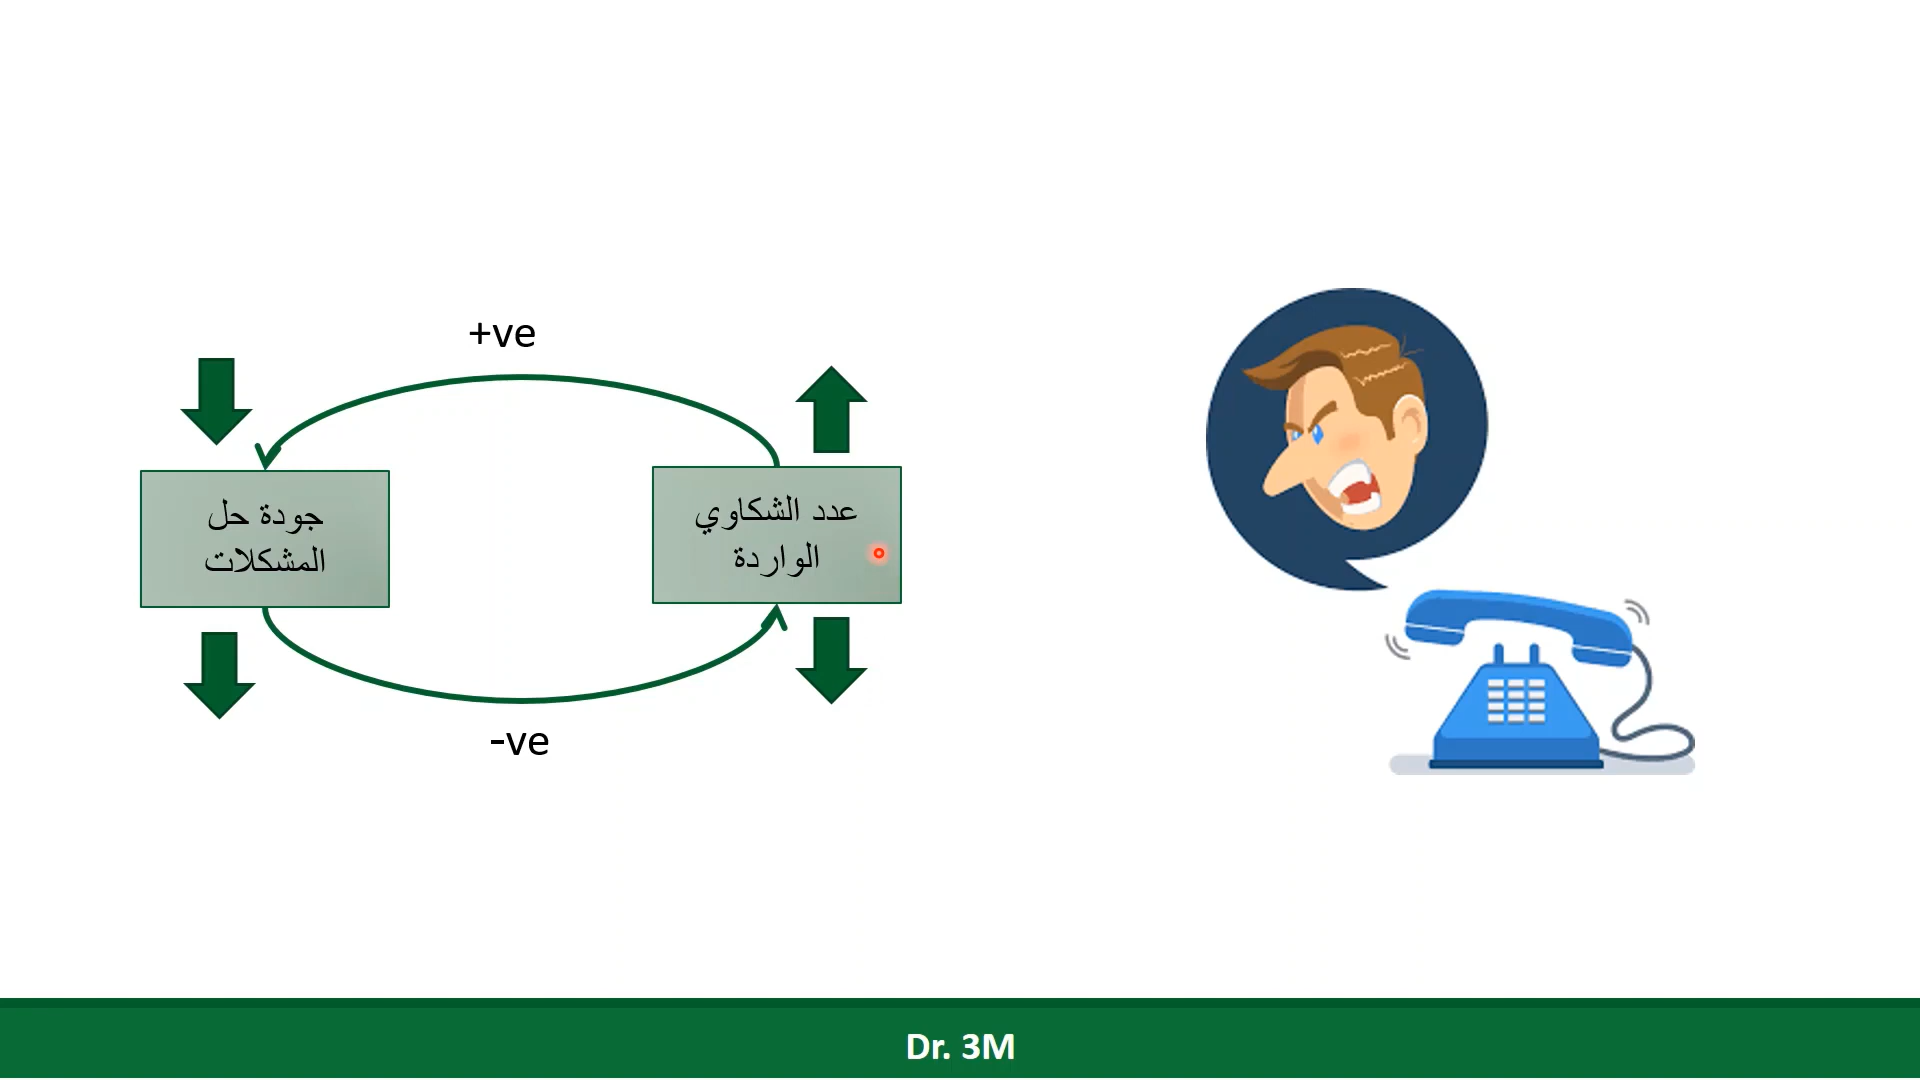 +ve
عدد الشكاوي
الواردة
جودة حل
المشكلات
-ve
Dr. 3M